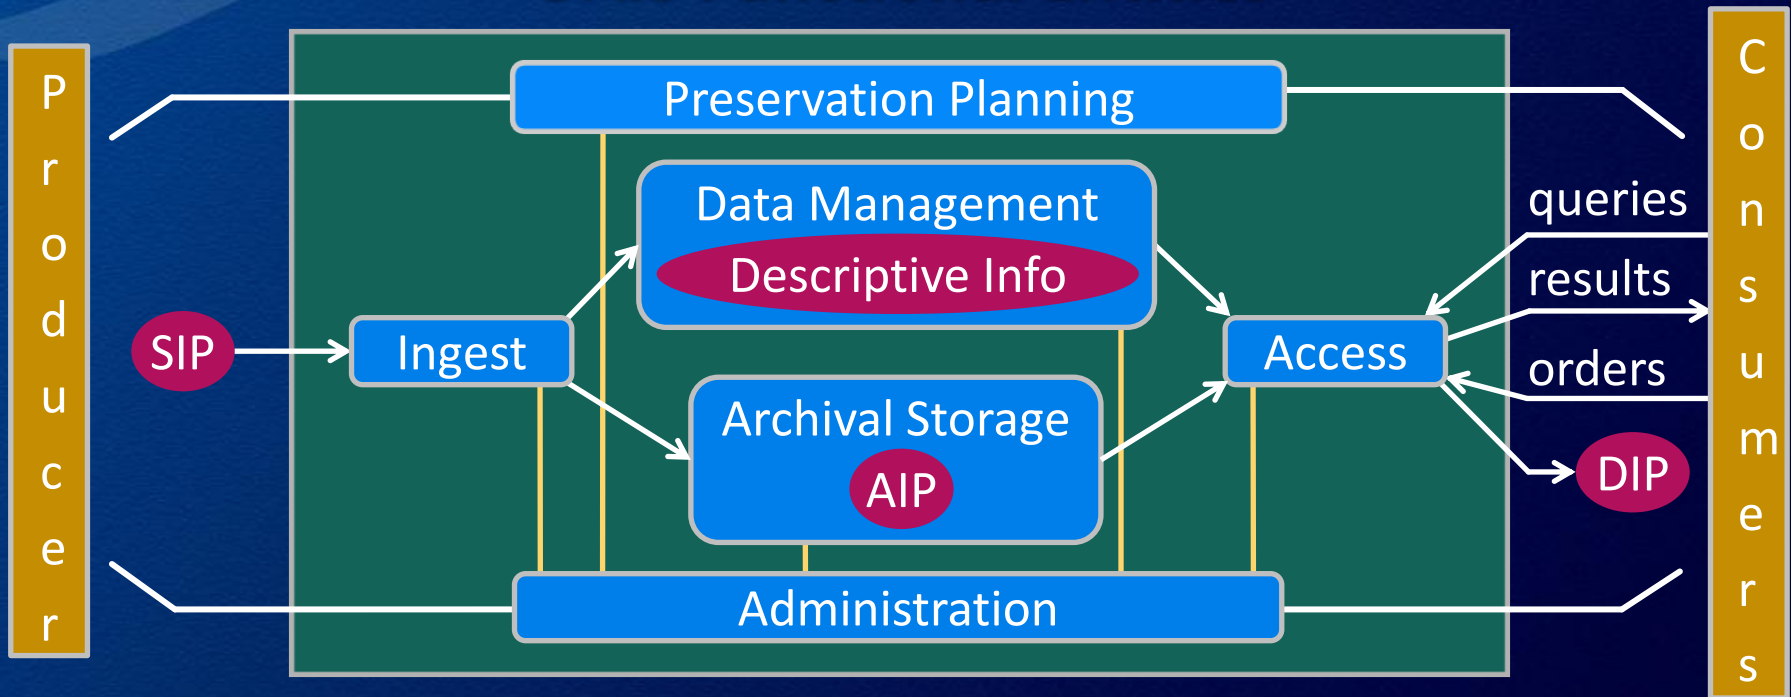 Producer
Preservation Planning
Data Management
Descriptive Info
SIP
Ingest
Archival Storage
AIP
Administration
Access
queries
results
orders
DIP
Consumers